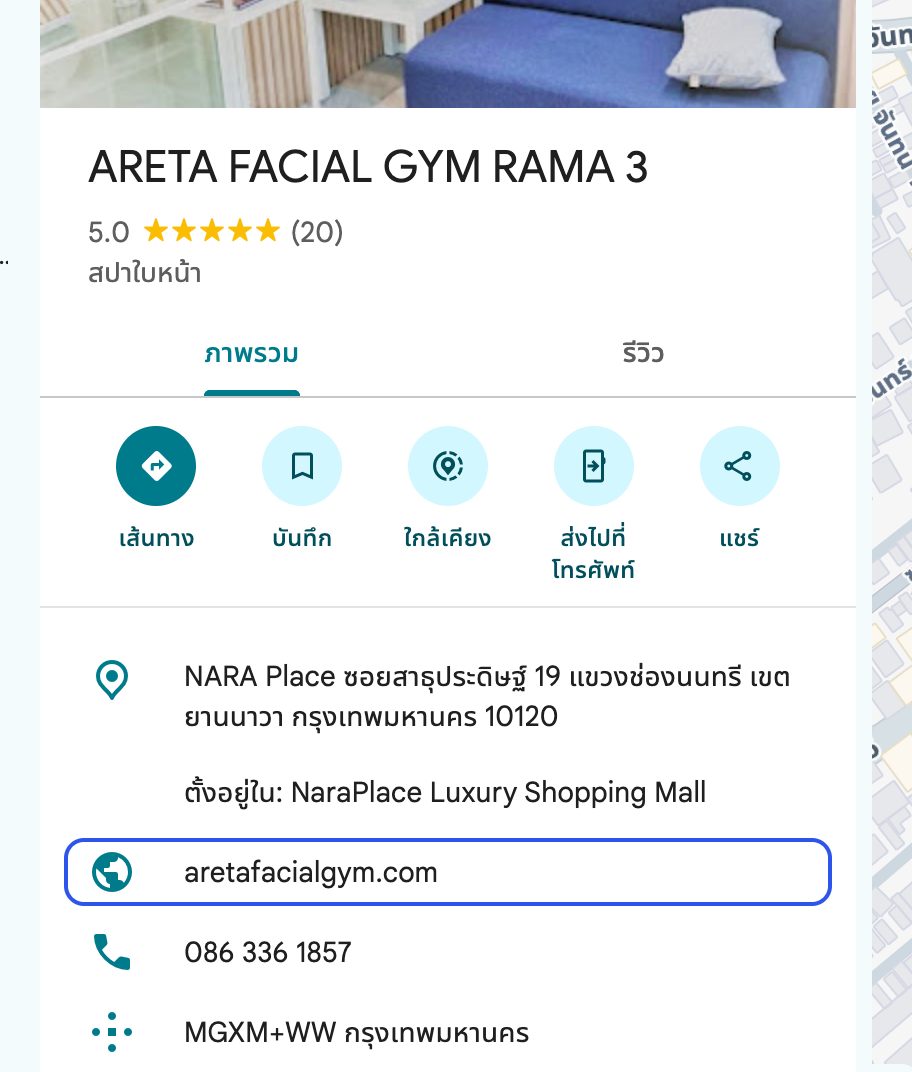 ARETA FACIAL GYM RAMA 3
5.0 ★★★★★ (20)
สปาใบหน้า
ภาพรวม
รีวิว
เส้นทาง
บันทึก
ใกล้เคียง
ส่งไปที่
โทรศัพท์
แชร์
NARA Place ซอยสาธุประดิษฐ์ 19 แขวงช่องนนทรี เขต
ยานนาวา กรุงเทพมหานคร 10120
ตั้งอยู่ใน: NaraPlace Luxury Shopping Mall
aretafacialgym.com
086 336 1857
MGXM+WW กรุงเทพมหานคร